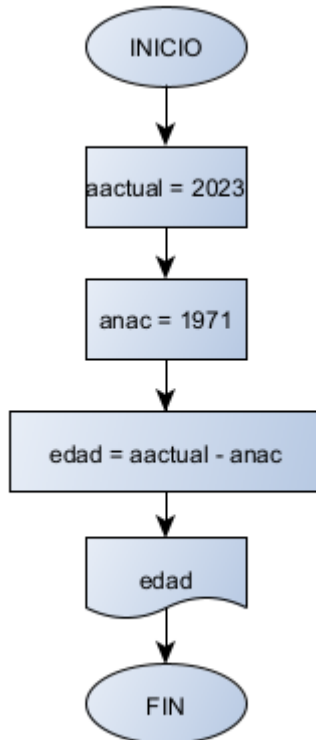 INICIO
aactual = 2023
anac = 1971
edad = aactual - anac
edad
FIN